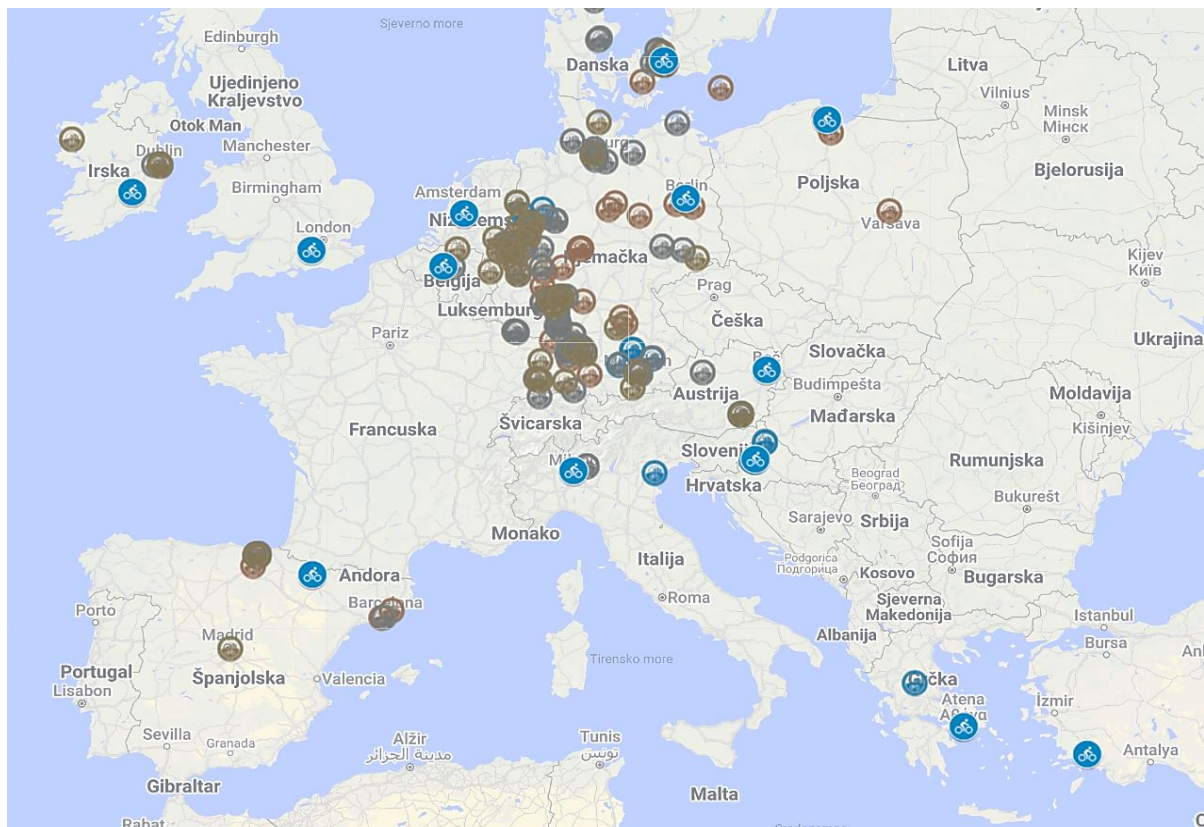 Sjeverno more
Edinburgh
Danska
Litva
Ujedinjeno
Kraljevstvo
Vilnius
Minsk
Мінск
Otok Man
Dublin
Manchester
Irska
Bjelorusija
Amsterdam
Berlin
Poljska
Birmingham
Varšava
London
Kijev
Київ
Belgija
Luksemburg
Prag
Češka
Ukrajina
Pariz
Slovačka
Budimpešta
Austrija
Mađarska
Moldavija
Kišinjev
Francuska
Švicarska
Rumunjska
Hrvatska
Beograd
Београд
Bukurešt
Sarajevo
Srbija
Monako
Italija
Podgorica
Подгорица
Sofija
София
Kosovo
Bugarska
Andora
Barcelona
Porto
Roma
Sjeverna
Makedonija
Istanbul
Albanija
Bursa
Madrid
Tirensko more
Portugal
Lisabon
Španjolska
Valencia
Atena
Αθήνα
İzmir
Sevilla
Granada
Alžir
مدينة الجزائر
Tunis
تونس
Antalya
Gibraltar
Malta
Rabat